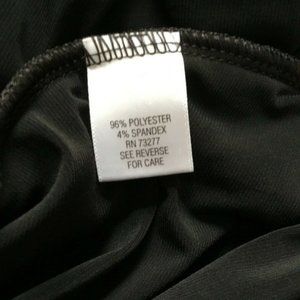 96% POLYESTER
4% SPANDEX
RN 73277
SEE REVERSE
FOR CARE